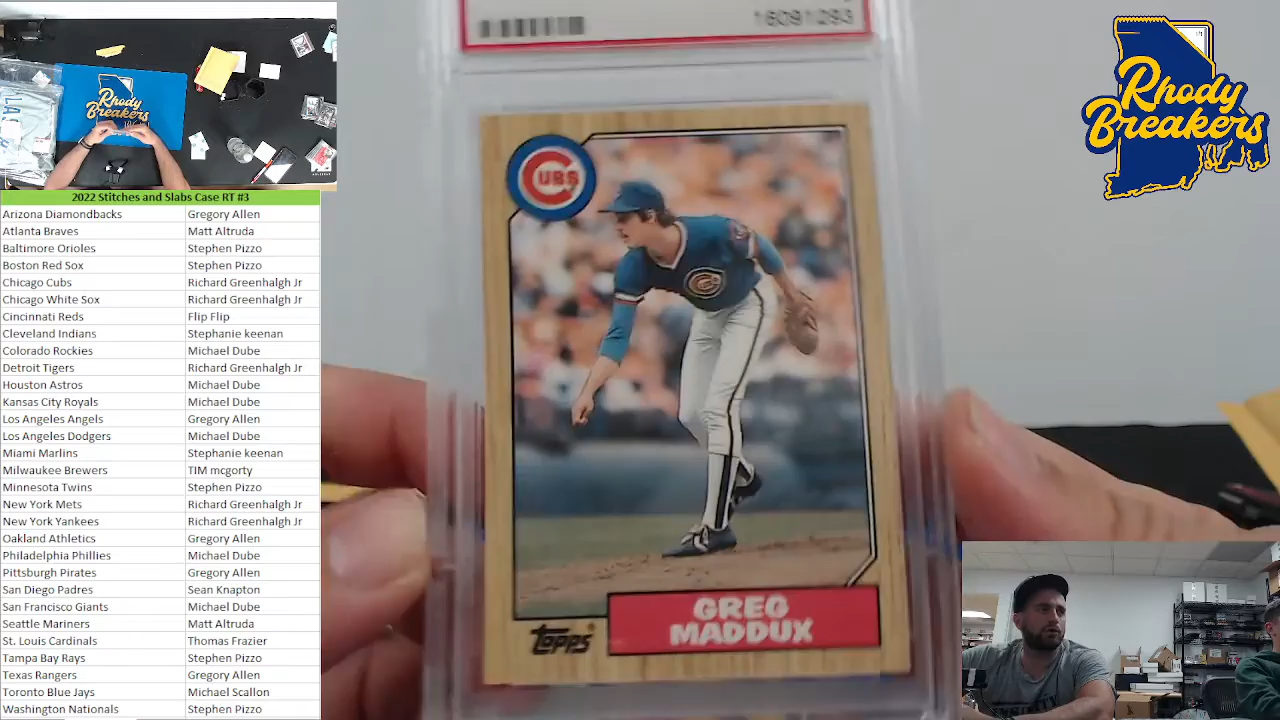 16091293
CUBS
GREG
MADDUX
Topps
Rhody
Breakers
Rhody
Breakers
2022 Stitches and Slabs Case RT #3
Arizona Diamondbacks Gregory Allen
Atlanta Braves Matt Altruda
Baltimore Orioles Stephen Pizzo
Boston Red Sox Stephen Pizzo
Chicago Cubs Richard Greenhalgh Jr
Chicago White Sox Richard Greenhalgh Jr
Cincinnati Reds Flip Flip
Cleveland Indians Stephanie keenan
Colorado Rockies Michael Dube
Detroit Tigers Richard Greenhalgh Jr
Houston Astros Michael Dube
Kansas City Royals Michael Dube
Los Angeles Angels Gregory Allen
Los Angeles Dodgers Michael Dube
Miami Marlins Stephanie keenan
Milwaukee Brewers TIM mcgorty
Minnesota Twins Stephen Pizzo
New York Mets Richard Greenhalgh Jr
New York Yankees Richard Greenhalgh Jr
Oakland Athletics Gregory Allen
Philadelphia Phillies Michael Dube
Pittsburgh Pirates Gregory Allen
San Diego Padres Sean Knapton
San Francisco Giants Michael Dube
Seattle Mariners Matt Altruda
St. Louis Cardinals Thomas Frazier
Tampa Bay Rays Stephen Pizzo
Texas Rangers Gregory Allen
Toronto Blue Jays Michael Scallon
Washington Nationals Stephen Pizzo